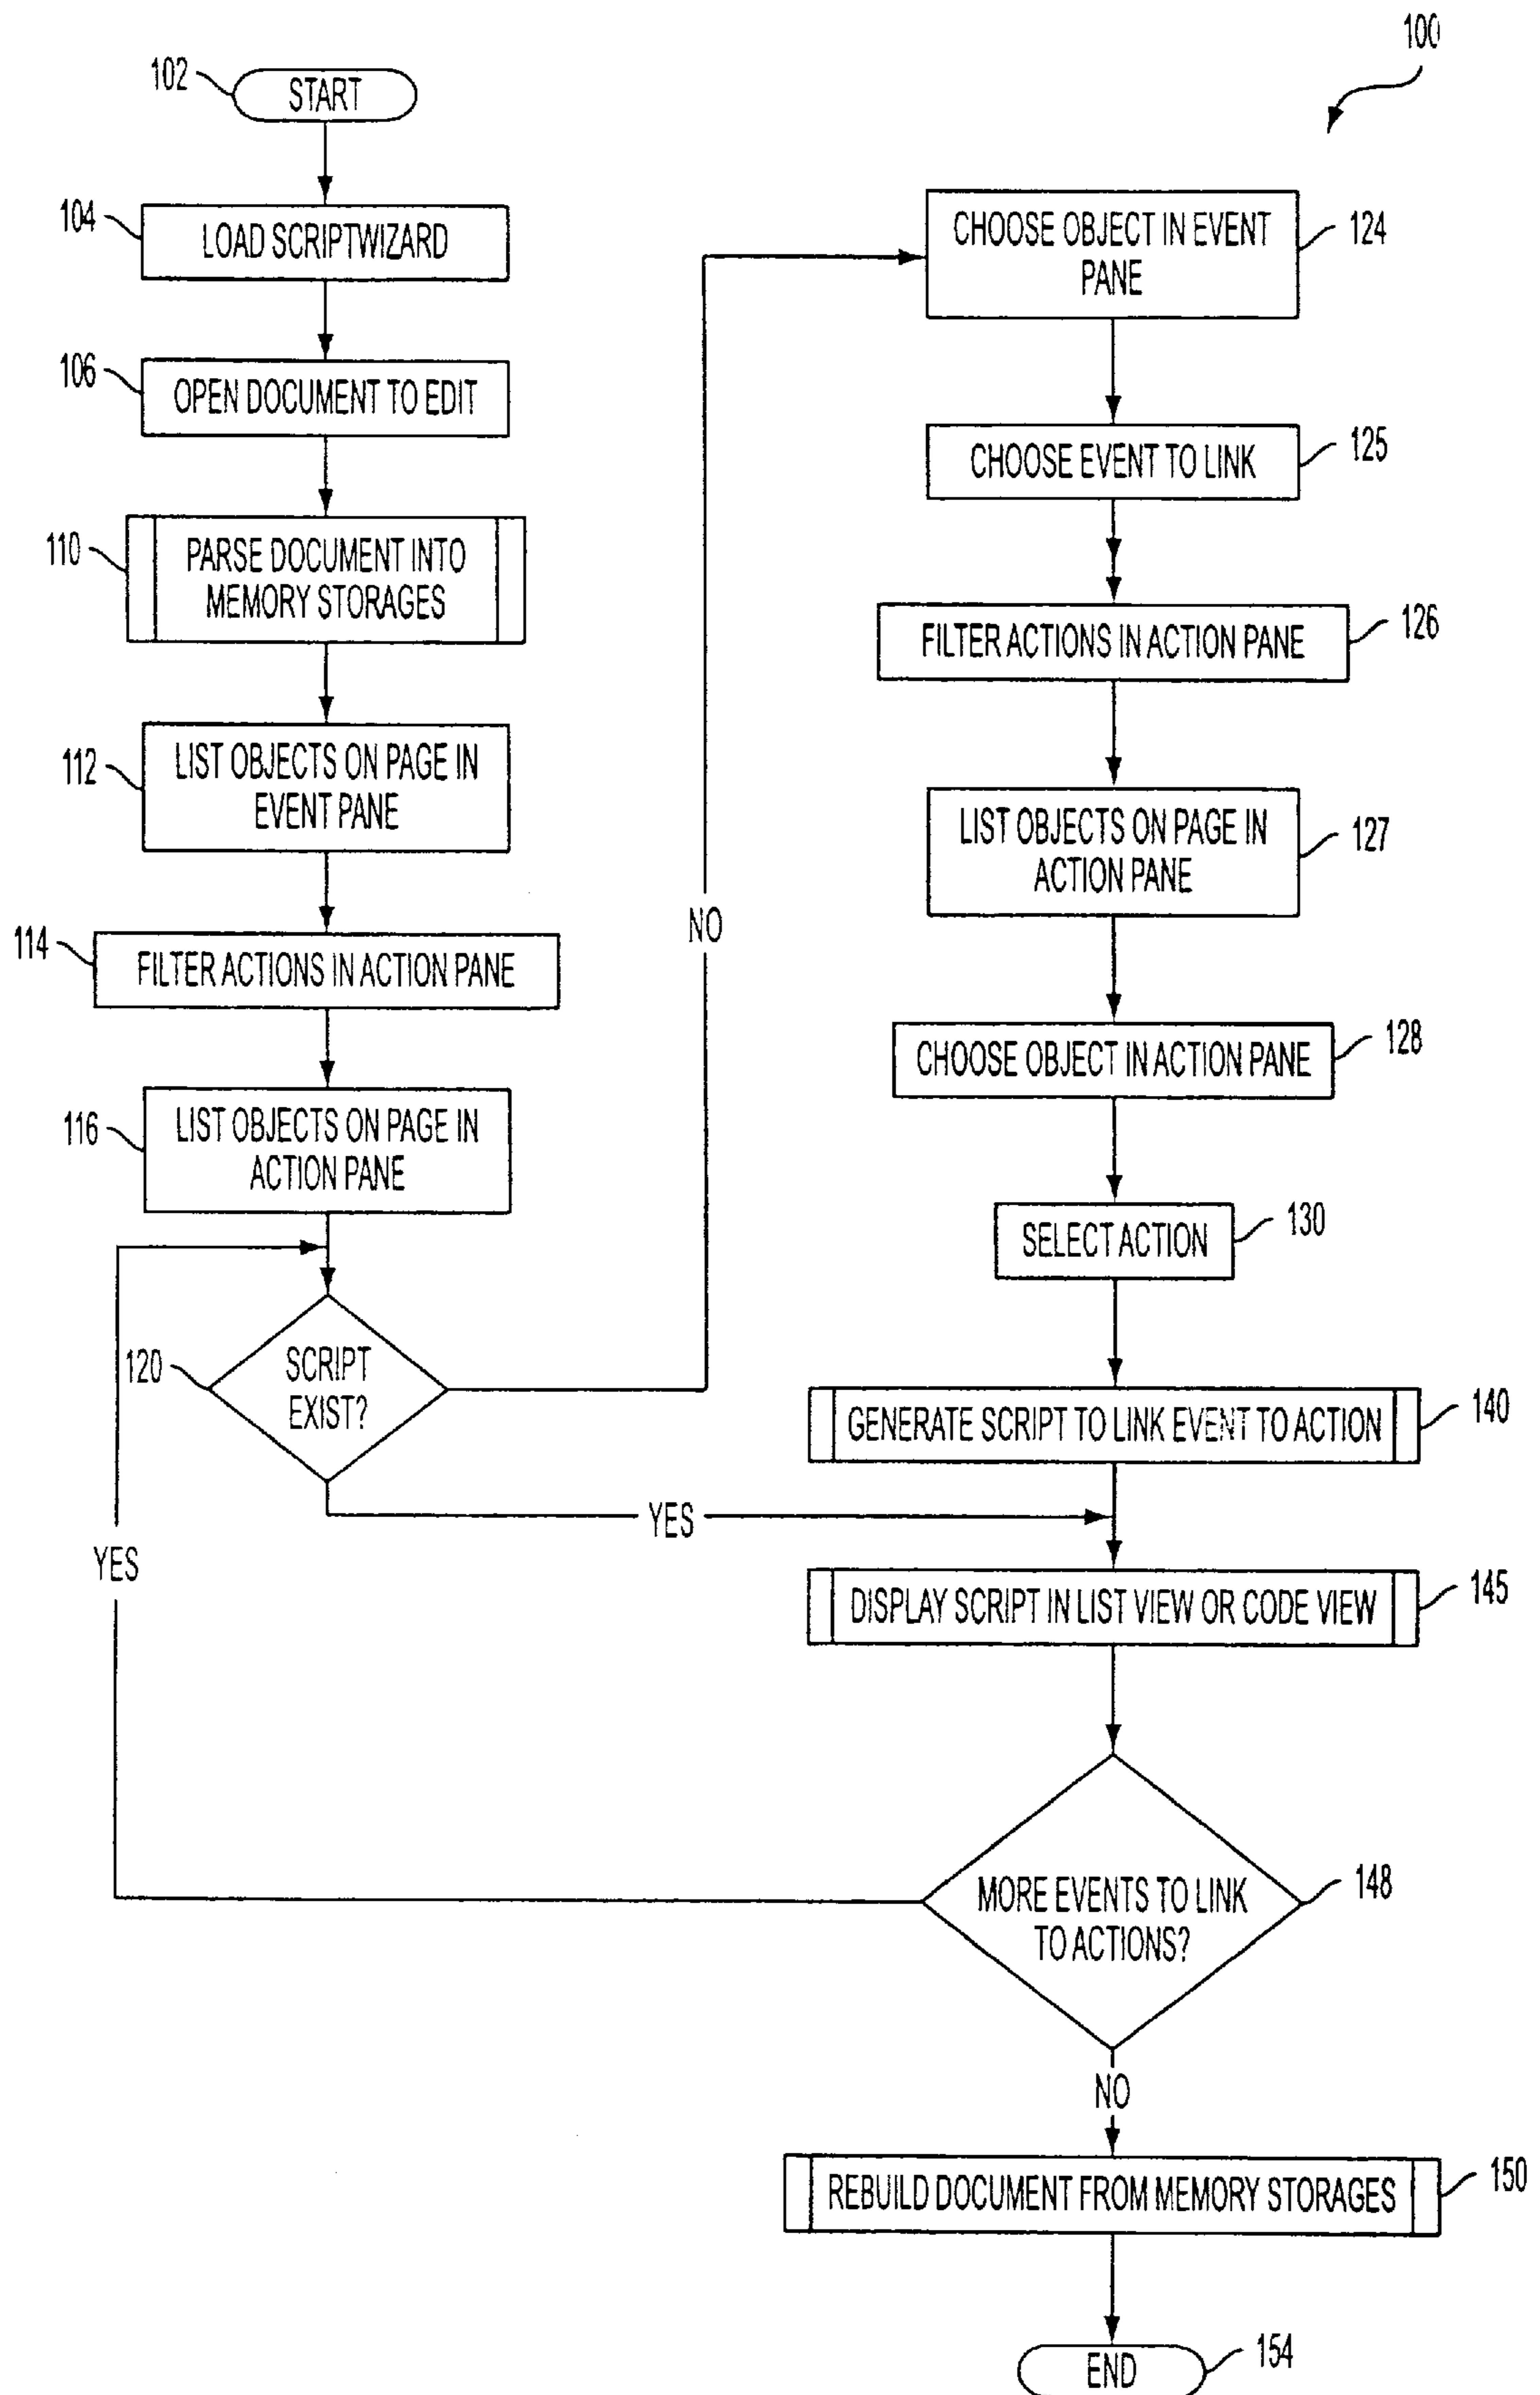 100
102
START
104
LOAD SCRIPTWIZARD
106
OPEN DOCUMENT TO EDIT
110
PARSE DOCUMENT INTO
MEMORY STORAGES
112
LIST OBJECTS ON PAGE IN
EVENT PANE
114
FILTER ACTIONS IN ACTION PANE
116
LIST OBJECTS ON PAGE IN
ACTION PANE
120
SCRIPT
EXIST?
NO
YES
YES
CHOOSE OBJECT IN EVENT
PANE
124
CHOOSE EVENT TO LINK
125
FILTER ACTIONS IN ACTION PANE
126
LIST OBJECTS ON PAGE IN
ACTION PANE
127
CHOOSE OBJECT IN ACTION PANE
128
SELECT ACTION
130
GENERATE SCRIPT TO LINK EVENT TO ACTION
140
DISPLAY SCRIPT IN LIST VIEW OR CODE VIEW
145
MORE EVENTS TO LINK
TO ACTIONS?
148
NO
REBUILD DOCUMENT FROM MEMORY STORAGES
150
END
154